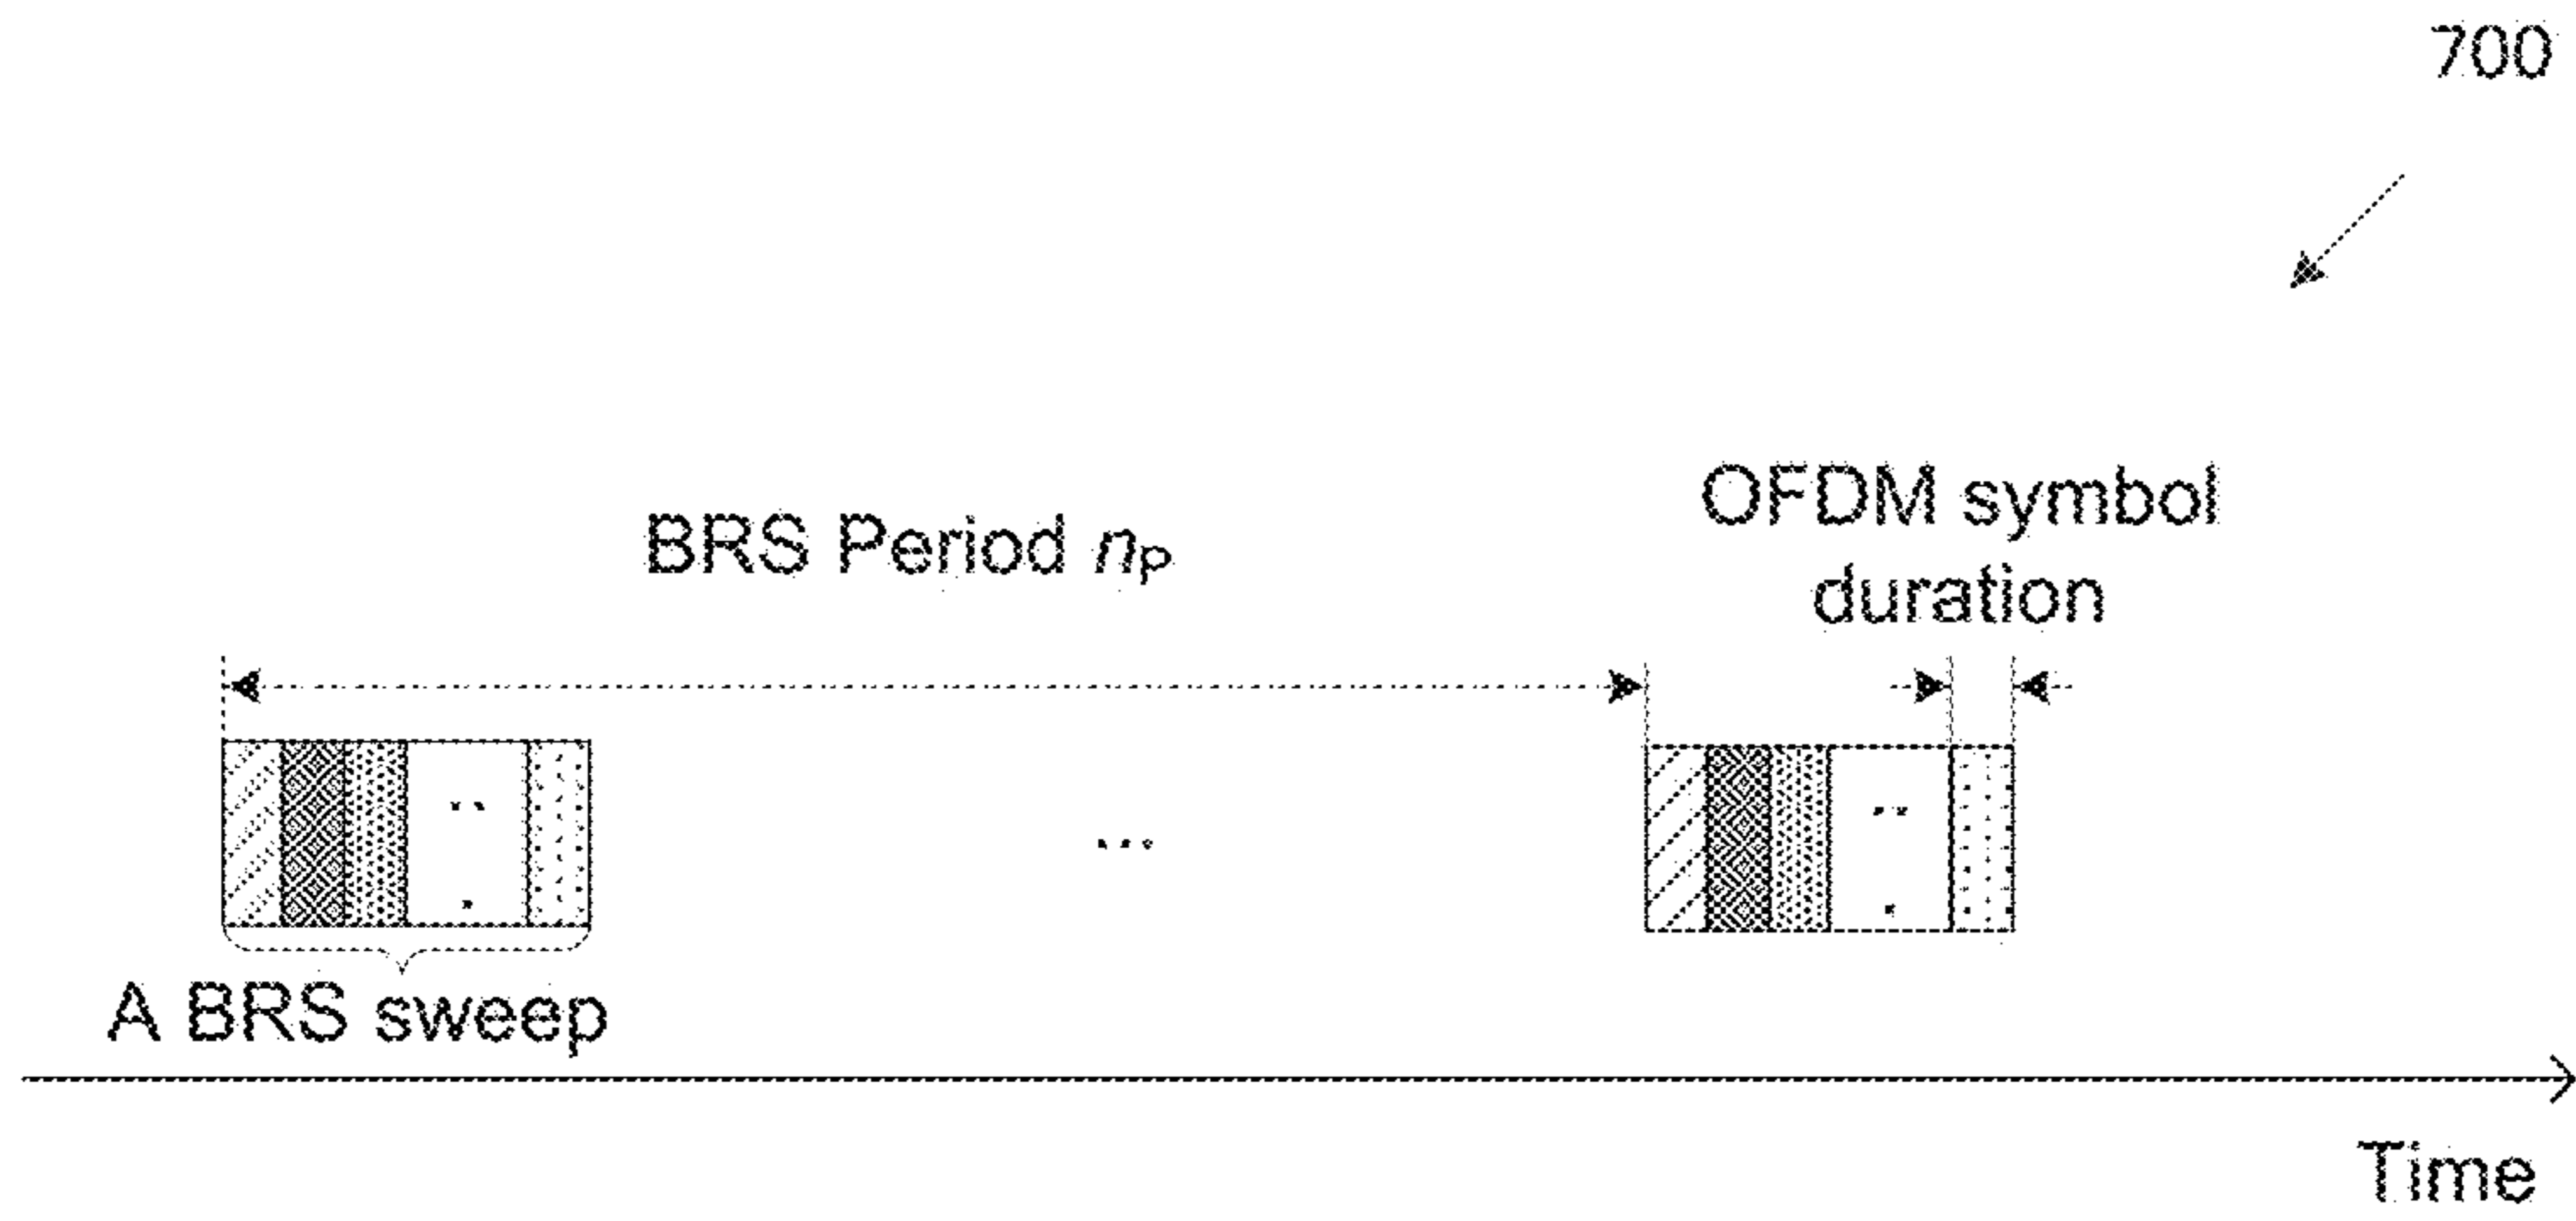 700
OFDM symbol
duration
BRS Period nP
...
A BRS sweep
Time